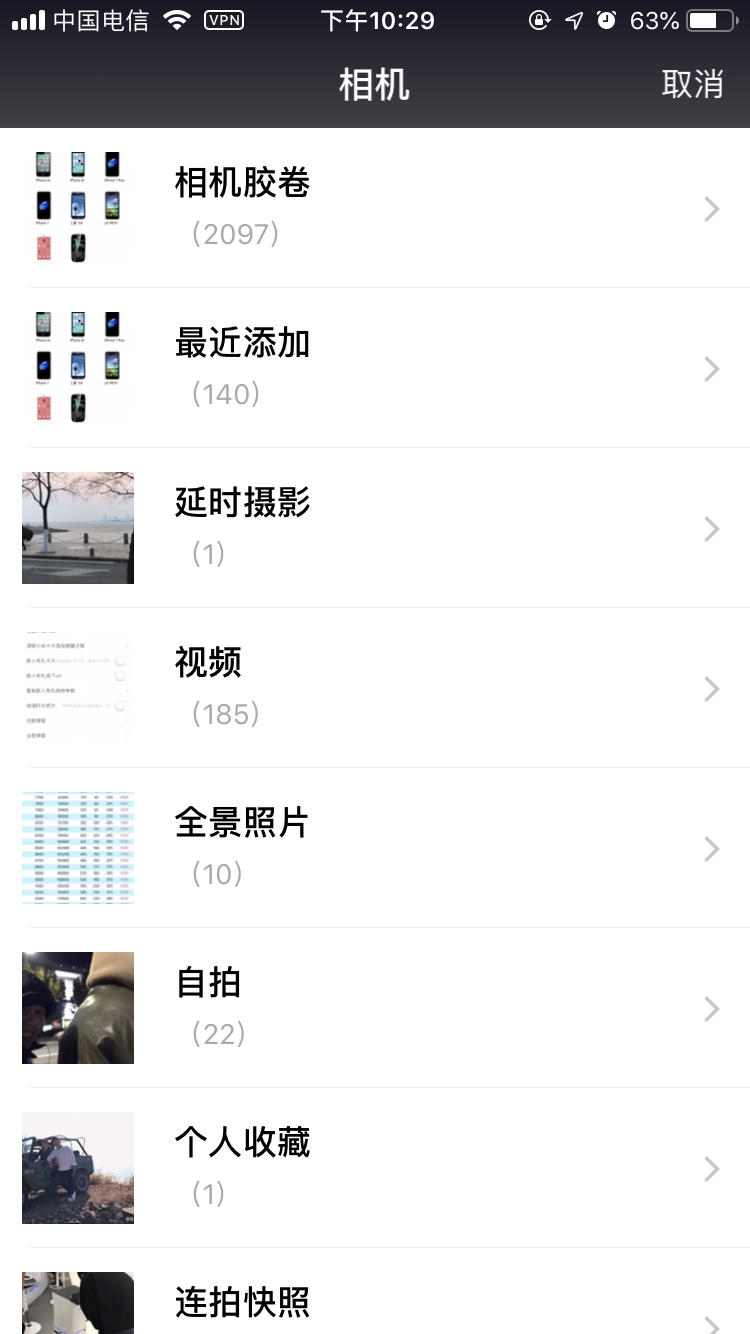 中国电信 VPN 下午10:29 63%
相机 取消
相机胶卷
(2097)
最近添加
(140)
延时摄影
(1)
视频
(185)
全景照片
(10)
自拍
(22)
个人收藏
(1)
连拍快照